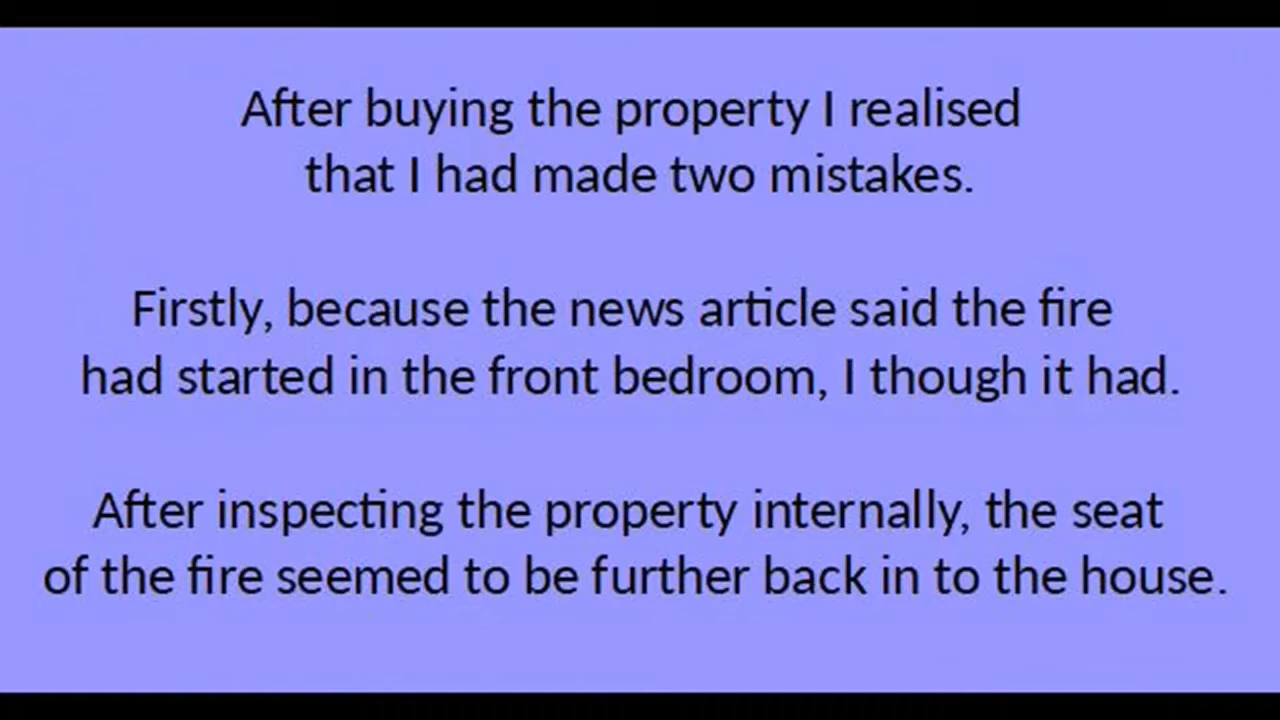 After buying the property I realised
that I had made two mistakes.
Firstly, because the news article said the fire
had started in the front bedroom, I though it had.
After inspecting the property internally, the seat
of the fire seemed to be further back in to the house.